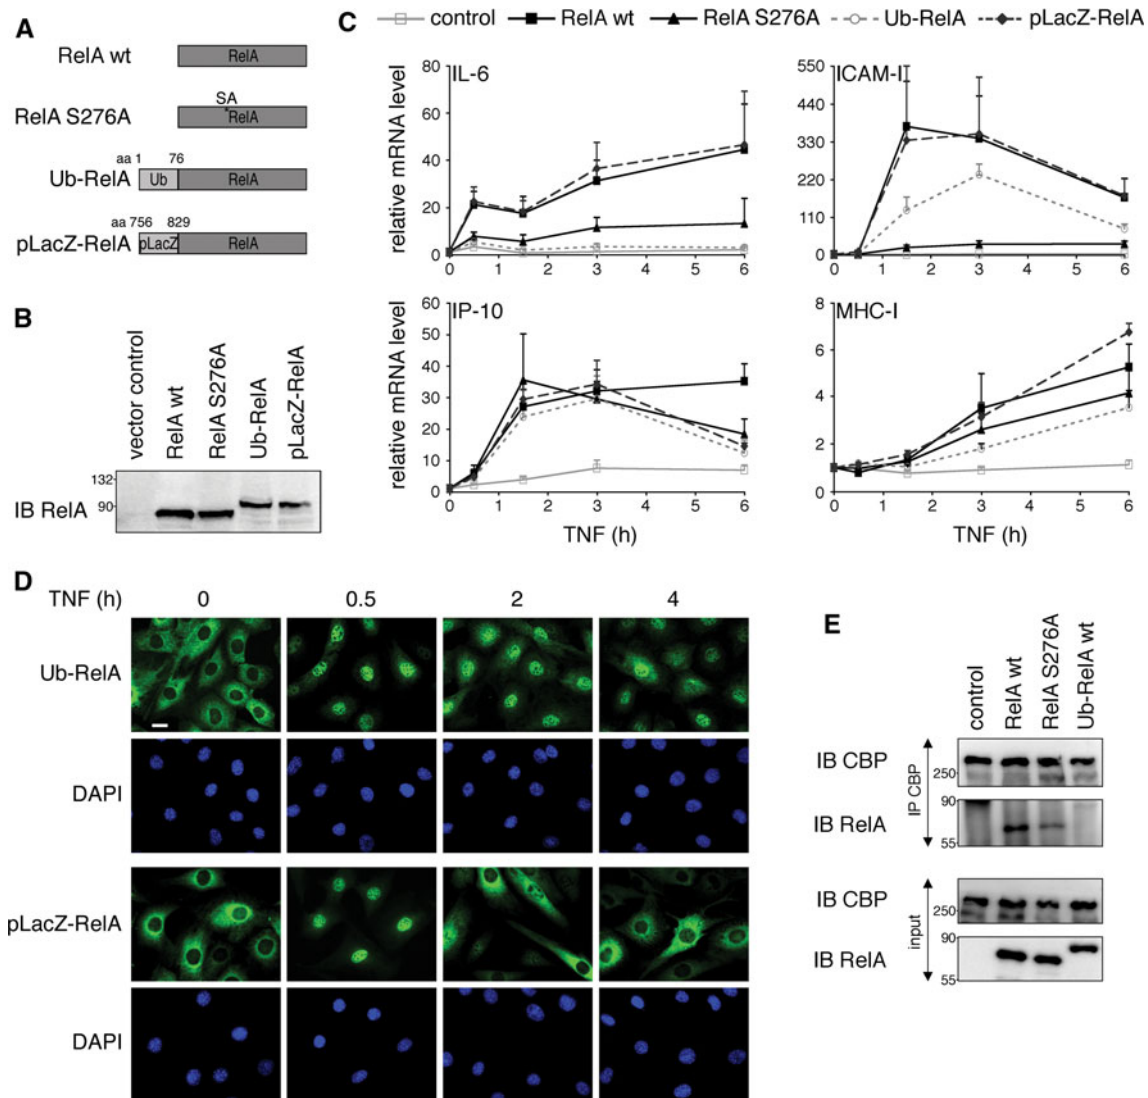 A
RelA wt
RelA
RelA S276A
SA
RelA
aa 1 76
Ub-RelA
Ub
RelA
aa 756 829
pLacZ-RelA
pLacZ
RelA
B
vector control
RelA wt
RelA S276A
Ub-RelA
pLacZ-RelA
132
90
IB RelA
C
control
RelA wt
RelA S276A
Ub-RelA
pLacZ-RelA
IL-6
relative mRNA level
80
60
40
20
0
0 1 2 3 4 5 6
ICAM-I
550
440
330
220
110
0
0 1 2 3 4 5 6
IP-10
relative mRNA level
60
50
40
30
20
10
0
0 1 2 3 4 5 6
TNF (h)
MHC-I
8
6
4
2
0
0 1 2 3 4 5 6
TNF (h)
D
TNF (h) 0 0.5 2 4
Ub-RelA
DAPI
pLacZ-RelA
DAPI
E
control
RelA wt
RelA S276A
Ub-RelA wt
IP CBP
IB CBP
250
IB RelA
90
55
input
IB CBP
250
IB RelA
90
55